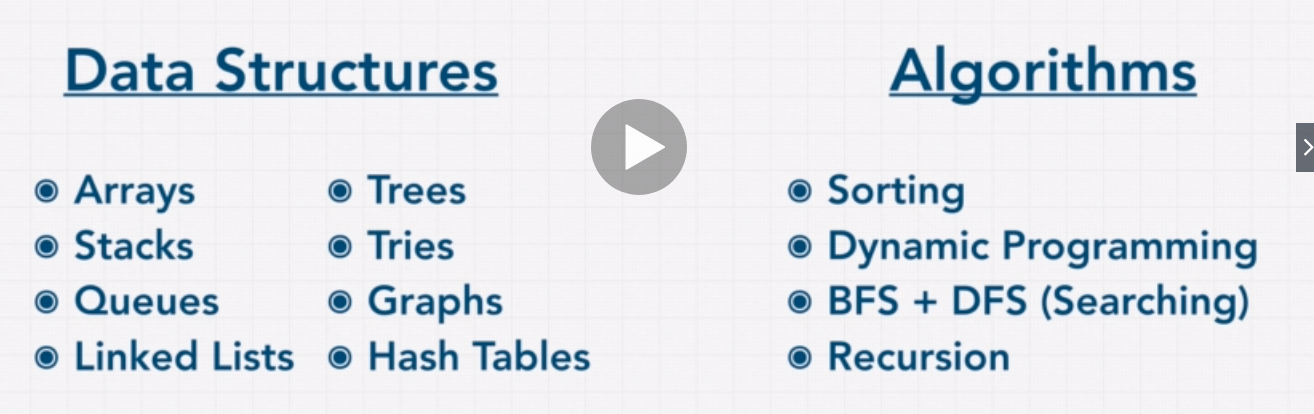 Data Structures
Arrays
Stacks
Queues
Linked Lists
Trees
Tries
Graphs
Hash Tables
Algorithms
Sorting
Dynamic Programming
BFS + DFS (Searching)
Recursion